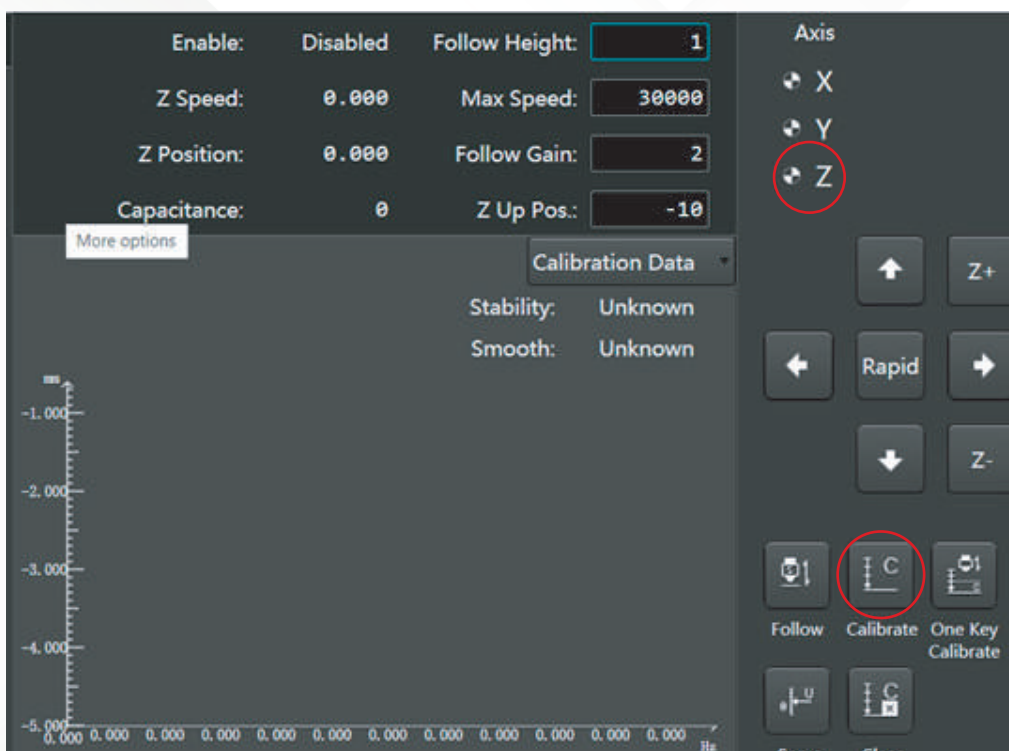 Enable: Disabled Follow Height: 1
Z Speed: 0.000 Max Speed: 30000
Z Position: 0.000 Follow Gain: 2
Capacitance: 0 Z Up Pos.: -10
More options
Calibration Data
Stability: Unknown
Smooth: Unknown
mm
-1.000
-2.000
-3.000
-4.000
-5.000
0.000 0.000 0.000 0.000 0.000 0.000 0.000 0.000 0.000 0.000 0.000 0.000
Hz
Axis
X
Y
Z
Z+
Rapid
Z-
C
Follow Calibrate One Key
Calibrate
U
C